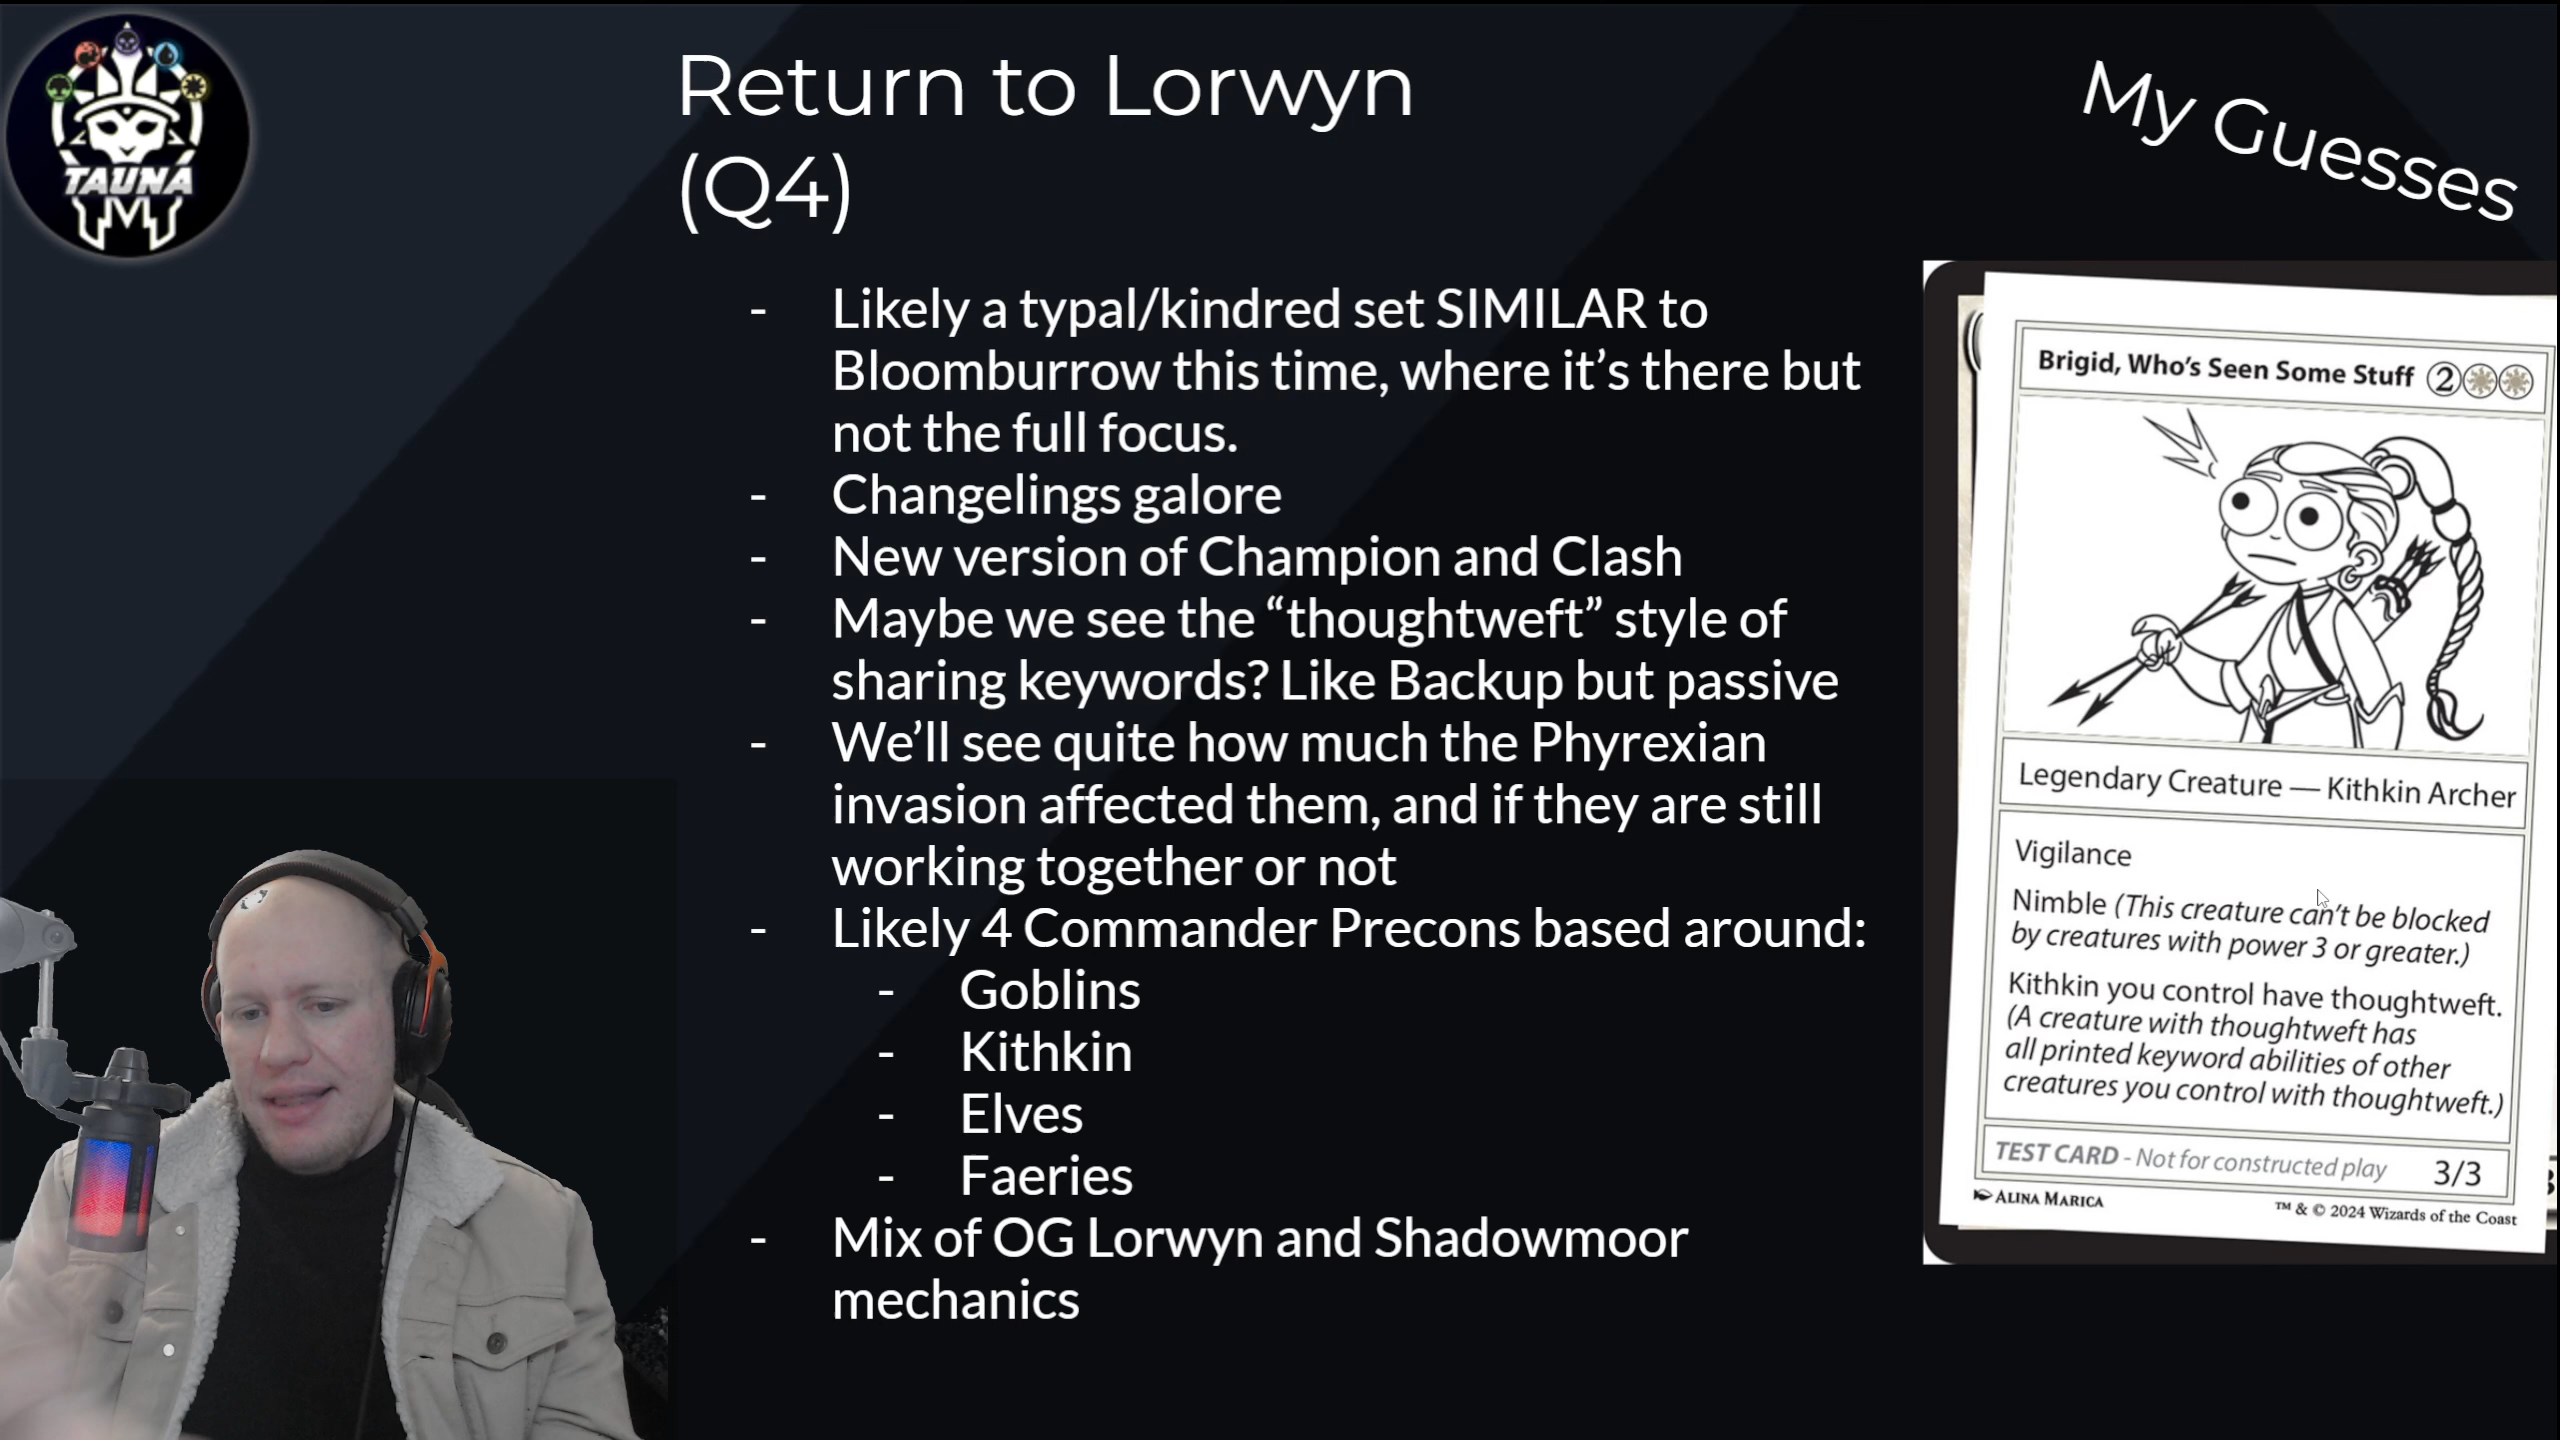 TAUNA
M
Return to Lorwyn
(Q4)
My Guesses
- Likely a typal/kindred set SIMILAR to
Bloomburrow this time, where it’s there but
not the full focus.
- Changelings galore
- New version of Champion and Clash
- Maybe we see the “thoughtweft” style of
sharing keywords? Like Backup but passive
- We’ll see quite how much the Phyrexian
invasion affected them, and if they are still
working together or not
- Likely 4 Commander Precons based around:
- Goblins
- Kithkin
- Elves
- Faeries
- Mix of OG Lorwyn and Shadowmoor
mechanics
Brigid, Who’s Seen Some Stuff 2
Legendary Creature — Kithkin Archer
Vigilance
Nimble (This creature can’t be blocked
by creatures with power 3 or greater.)
Kithkin you control have thoughtweft.
(A creature with thoughtweft has
all printed keyword abilities of other
creatures you control with thoughtweft.)
TEST CARD - Not for constructed play 3/3
ALINA MARICA
™ & © 2024 Wizards of the Coast